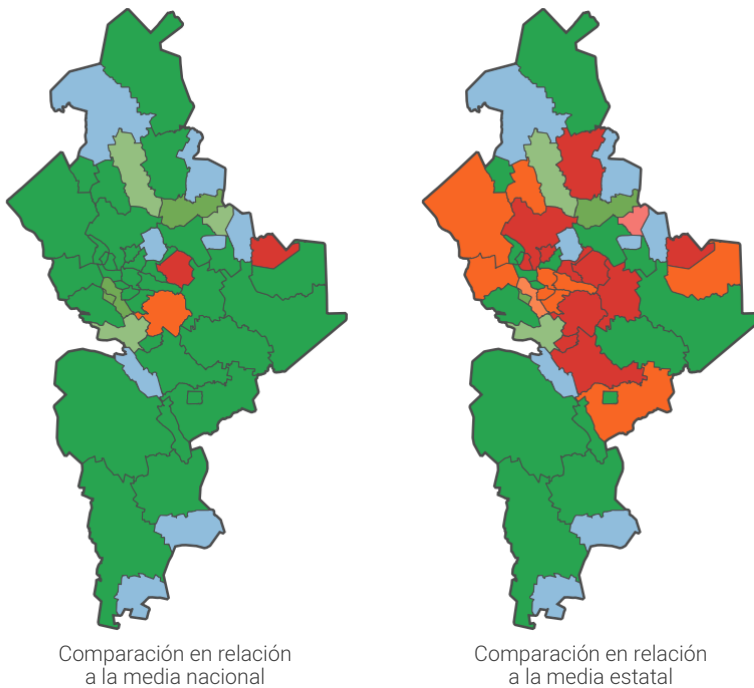 Comparación en relación
a la media nacional
Comparación en relación
a la media estatal